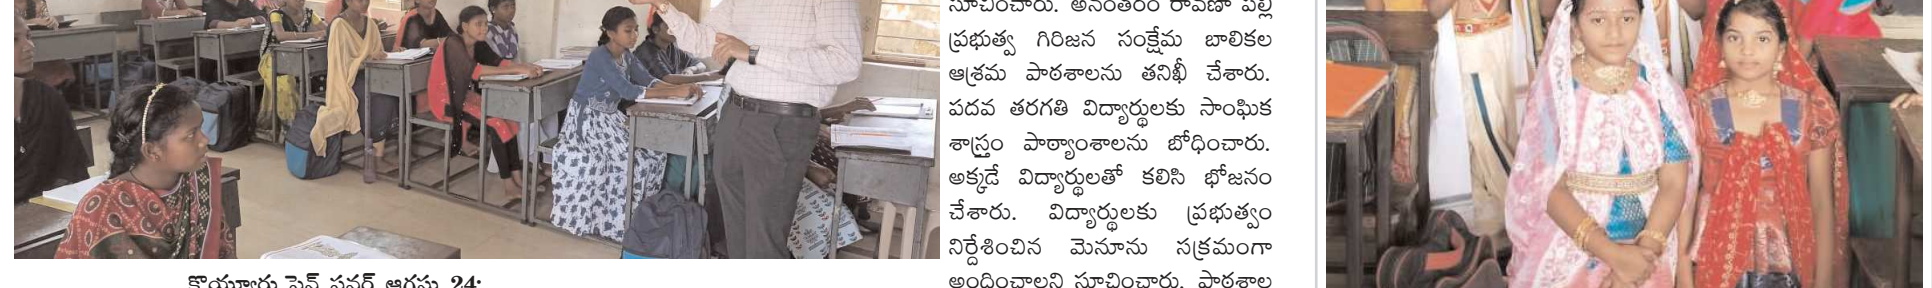 సూచించారు. అనంతరం రావణా పల్లి
ప్రభుత్వ గిరిజన సంక్షేమ బాలికల
ఆశ్రమ పాఠశాలను తనిఖీ చేశారు.
పదవ తరగతి విద్యార్థులకు సాంఘిక
శాస్త్రం పాఠ్యాంశాలను బోధించారు.
అక్కడే విద్యార్థులతో కలిసి భోజనం
చేశారు. విద్యార్థులకు ప్రభుత్వం
నిర్దేశించిన మెనూను సక్రమంగా
అందించాలని సూచించారు. పాఠశాల
కొయ్యూరు పెన్ పవర్ ఆగస్టు 24: